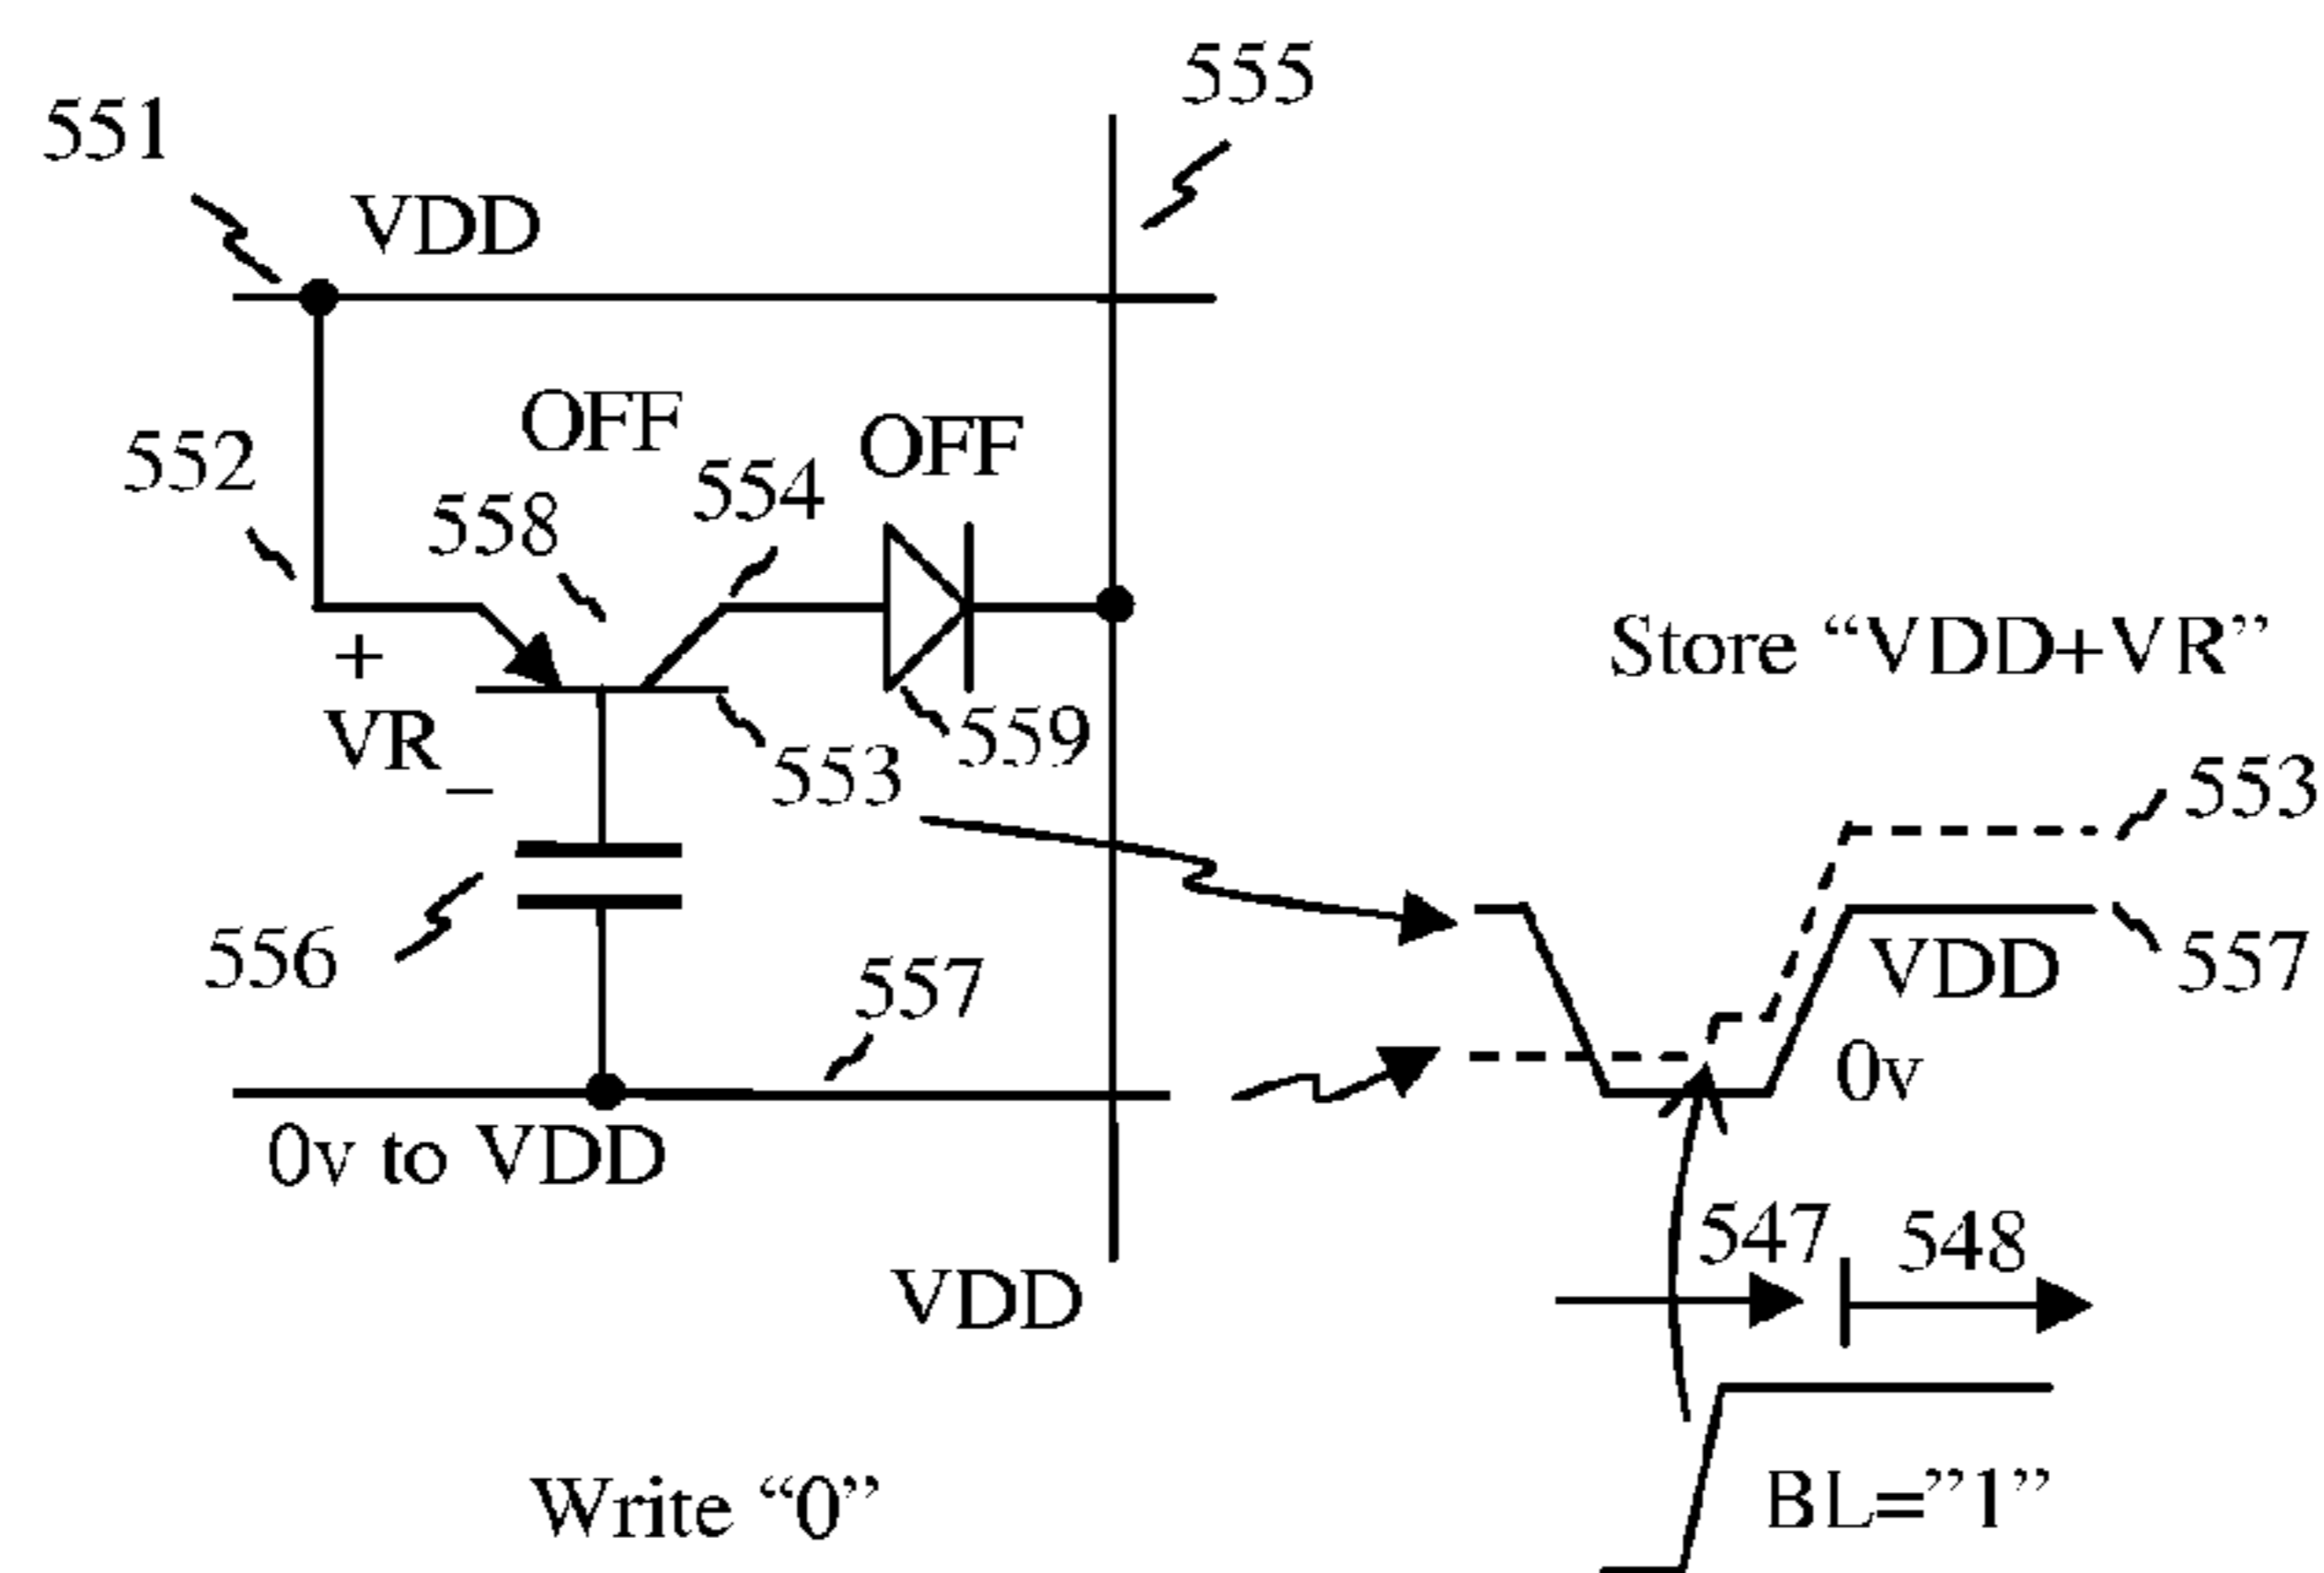 555
551
VDD
OFF
OFF
552
554
558
Store “VDD+VR”
+
VR
–
559
553
553
556
557
VDD
557
0v
0v to VDD
547
548
VDD
BL=”1”
Write “0”